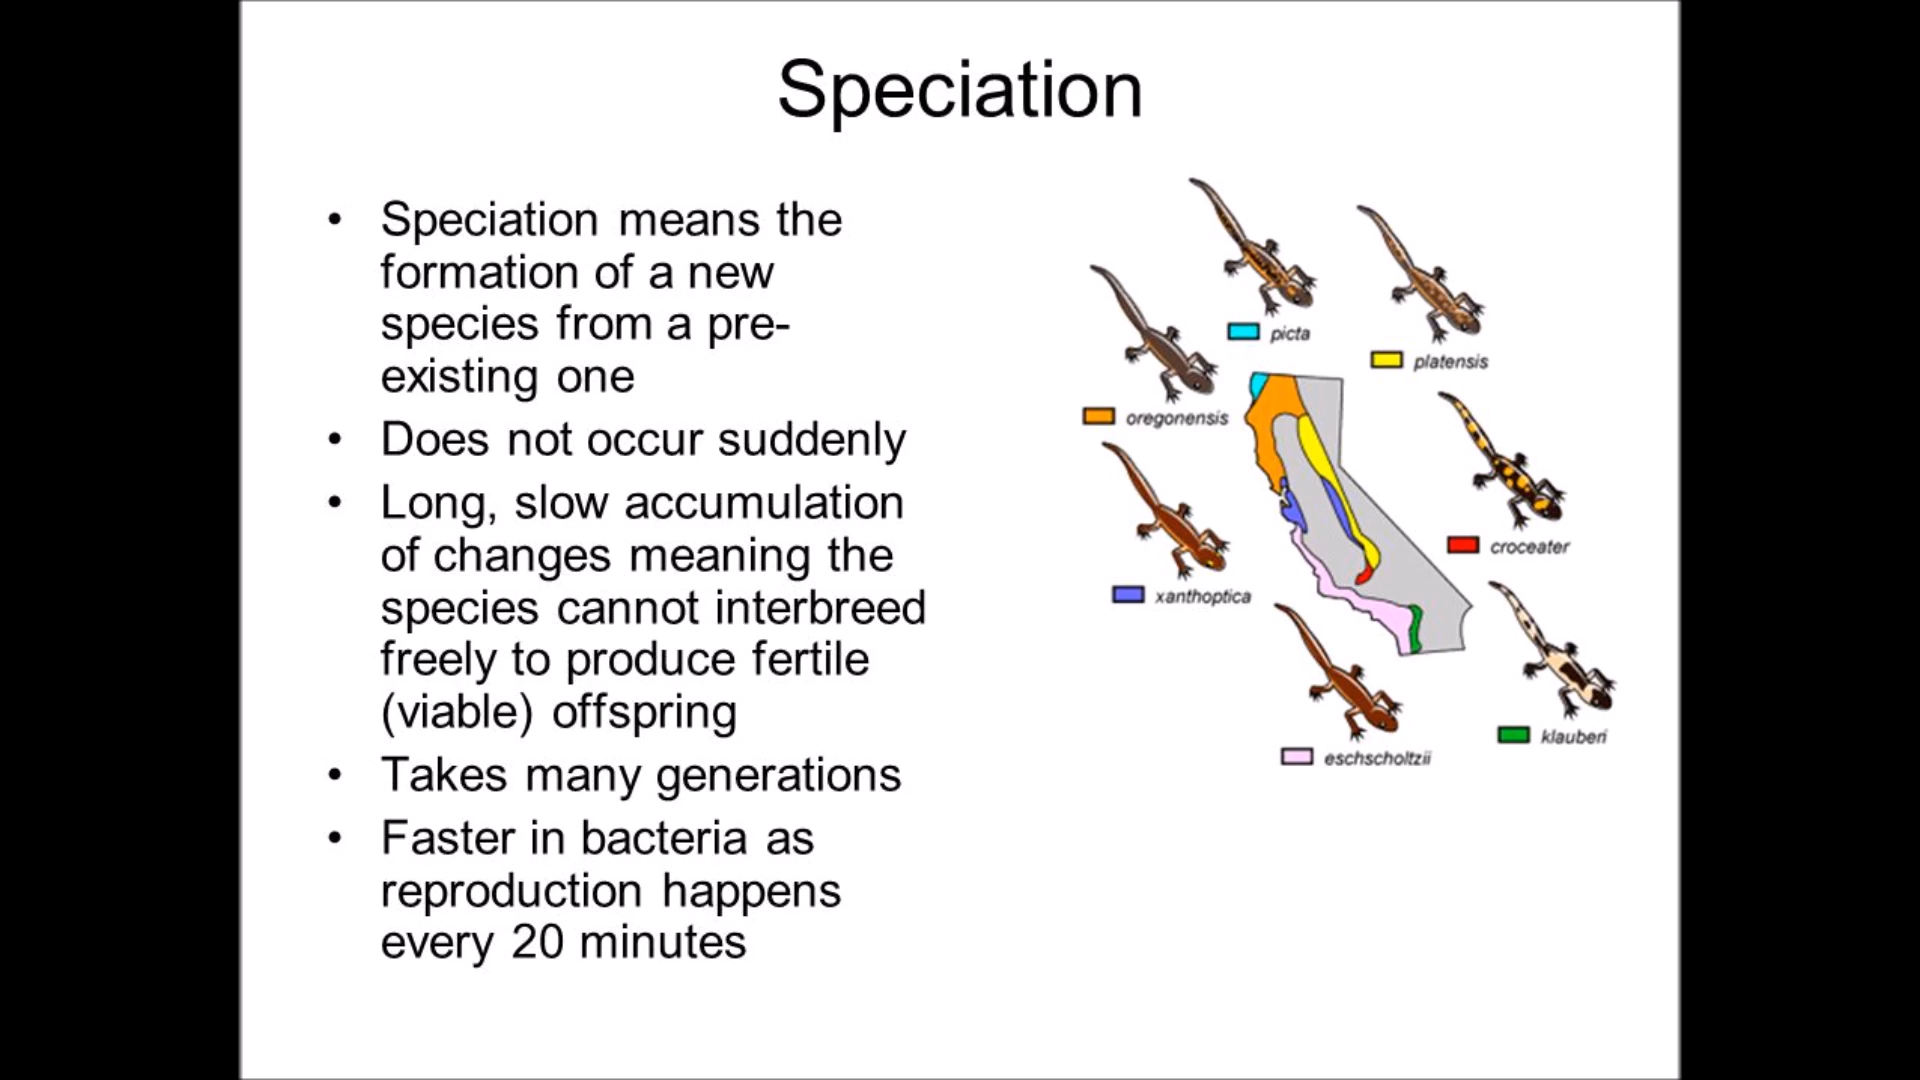 Speciation
• Speciation means the
formation of a new
species from a pre-
existing one
• Does not occur suddenly
• Long, slow accumulation
of changes meaning the
species cannot interbreed
freely to produce fertile
(viable) offspring
• Takes many generations
• Faster in bacteria as
reproduction happens
every 20 minutes
picta
platensis
oregonensis
croceater
xanthoptica
klauberi
eschscholtzii